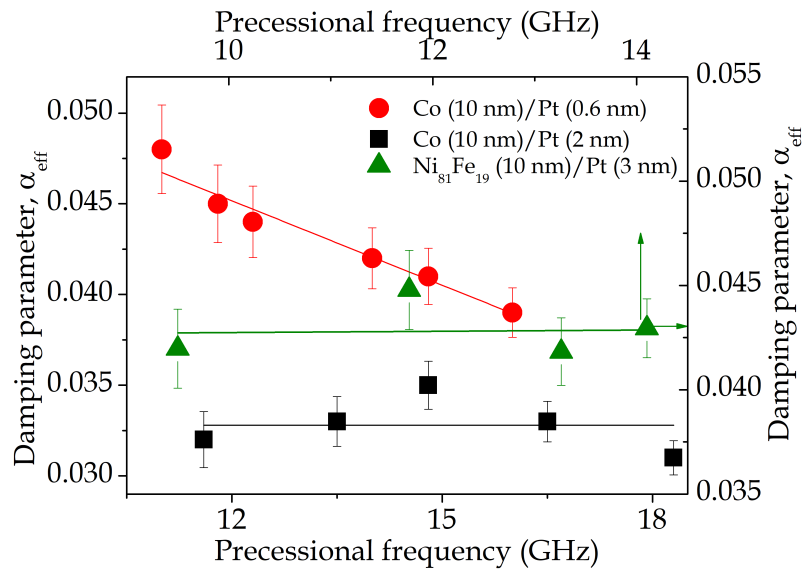 Precessional frequency (GHz)
10 12 14
Damping parameter, αeff
0.050
0.045
0.040
0.035
0.030
Co (10 nm)/Pt (0.6 nm)
Co (10 nm)/Pt (2 nm)
Ni81Fe19 (10 nm)/Pt (3 nm)
0.055
0.050
0.045
0.040
0.035
Damping parameter, αeff
12 15 18
Precessional frequency (GHz)